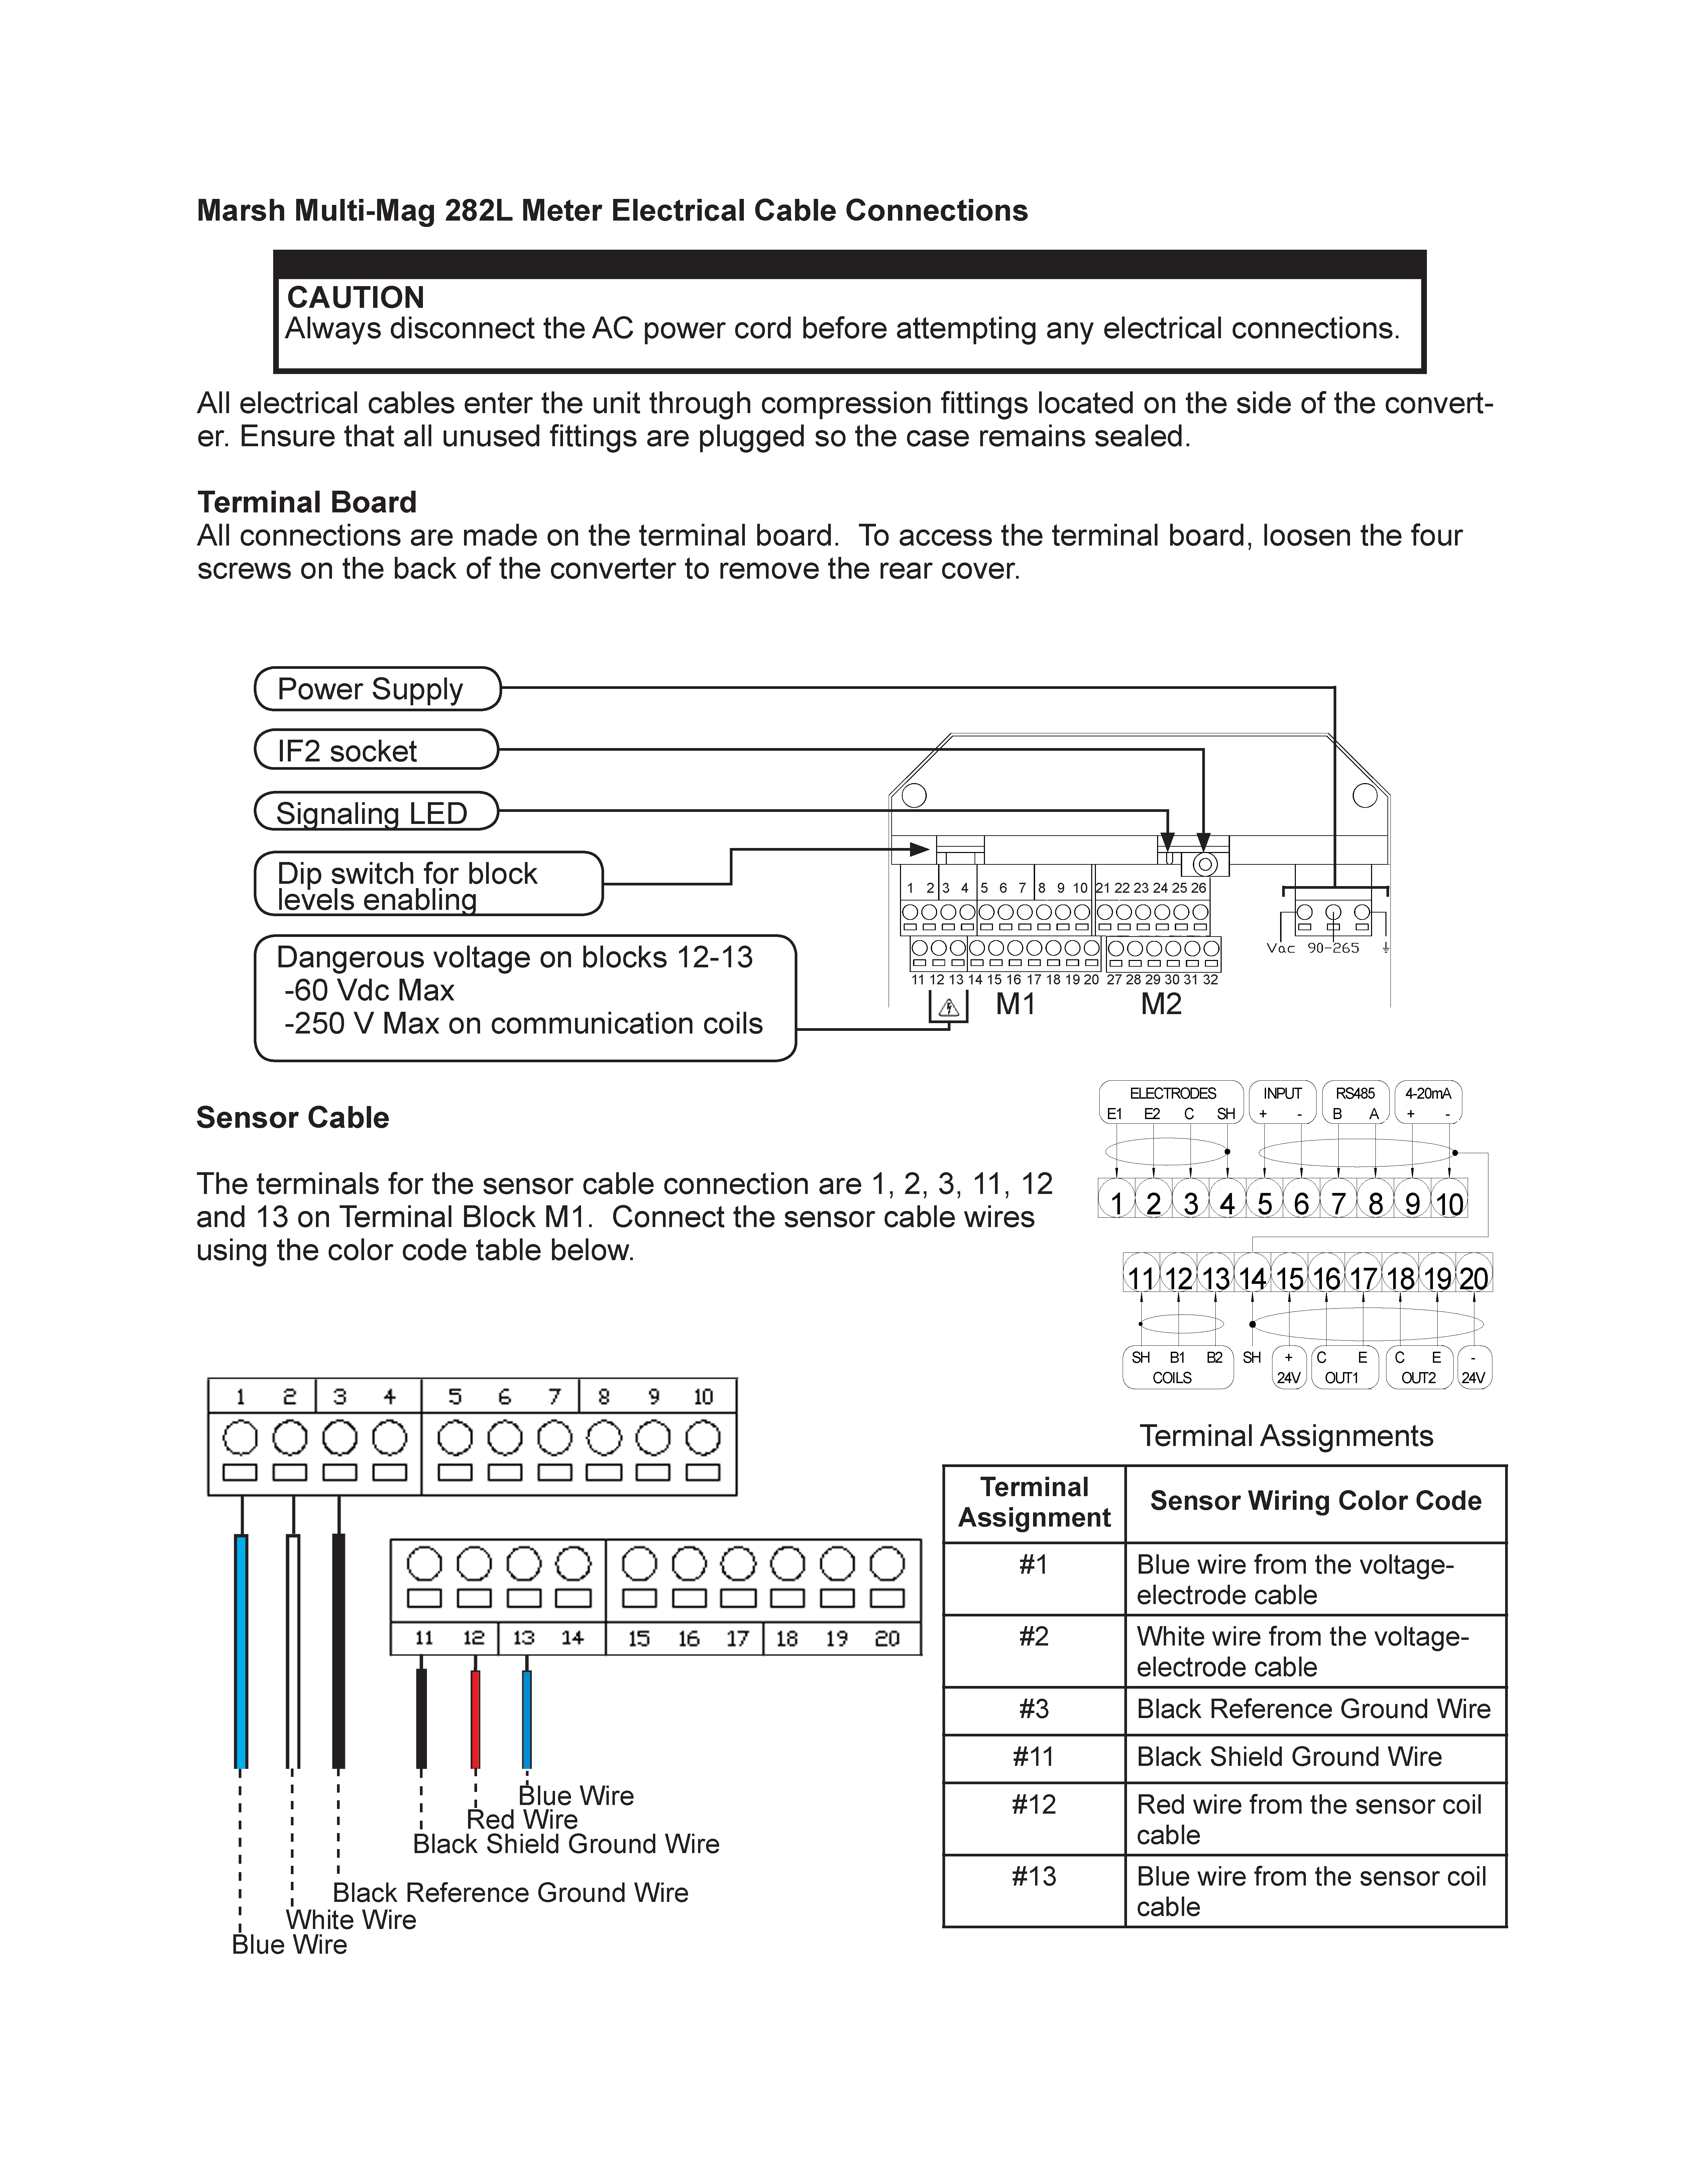 Marsh Multi-Mag 282L Meter Electrical Cable Connections
CAUTION
Always disconnect the AC power cord before attempting any electrical connections.
All electrical cables enter the unit through compression fittings located on the side of the convert-
er. Ensure that all unused fittings are plugged so the case remains sealed.
Terminal Board
All connections are made on the terminal board.  To access the terminal board, loosen the four
screws on the back of the converter to remove the rear cover.
Power Supply
IF2 socket
Signaling LED
Dip switch for block
levels enabling
Dangerous voltage on blocks 12-13
-60 Vdc Max
-250 V Max on communication coils
1 2 3 4 5 6 7 8 9 10 21 22 23 24 25 26
Vac 90-265
11 12 13 14 15 16 17 18 19 20 27 28 29 30 31 32
M1 M2
Sensor Cable
The terminals for the sensor cable connection are 1, 2, 3, 11, 12
and 13 on Terminal Block M1.  Connect the sensor cable wires
using the color code table below.
ELECTRODES INPUT RS485 4-20mA
E1 E2 C SH + - B A + -
1 2 3 4 5 6 7 8 9 10
11 12 13 14 15 16 17 18 19 20
SH B1 B2 SH + C E C E -
COILS 24V OUT1 OUT2 24V
1 2 3 4 5 6 7 8 9 10
11 12 13 14 15 16 17 18 19 20
Blue Wire
Red Wire
Black Shield Ground Wire
Black Reference Ground Wire
White Wire
Blue Wire
Terminal Assignments
Terminal
Assignment
Sensor Wiring Color Code
#1
Blue wire from the voltage-
electrode cable
#2
White wire from the voltage-
electrode cable
#3
Black Reference Ground Wire
#11
Black Shield Ground Wire
#12
Red wire from the sensor coil
cable
#13
Blue wire from the sensor coil
cable